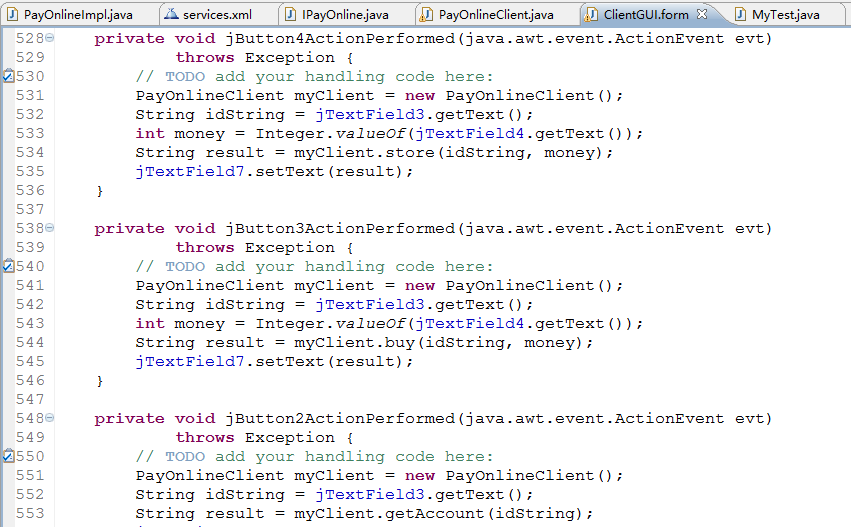 PayOnlineImpl.java services.xml IPayOnline.java PayOnlineClient.java ClientGUI.form MyTest.java
528 private void jButton4ActionPerformed(java.awt.event.ActionEvent evt)
529 throws Exception {
530 // TODO add your handling code here:
531 PayOnlineClient myClient = new PayOnlineClient();
532 String idString = jTextField3.getText();
533 int money = Integer.valueOf(jTextField4.getText());
534 String result = myClient.store(idString, money);
535 jTextField7.setText(result);
536 }
537
538 private void jButton3ActionPerformed(java.awt.event.ActionEvent evt)
539 throws Exception {
540 // TODO add your handling code here:
541 PayOnlineClient myClient = new PayOnlineClient();
542 String idString = jTextField3.getText();
543 int money = Integer.valueOf(jTextField4.getText());
544 String result = myClient.buy(idString, money);
545 jTextField7.setText(result);
546 }
547
548 private void jButton2ActionPerformed(java.awt.event.ActionEvent evt)
549 throws Exception {
550 // TODO add your handling code here:
551 PayOnlineClient myClient = new PayOnlineClient();
552 String idString = jTextField3.getText();
553 String result = myClient.getAccount(idString);